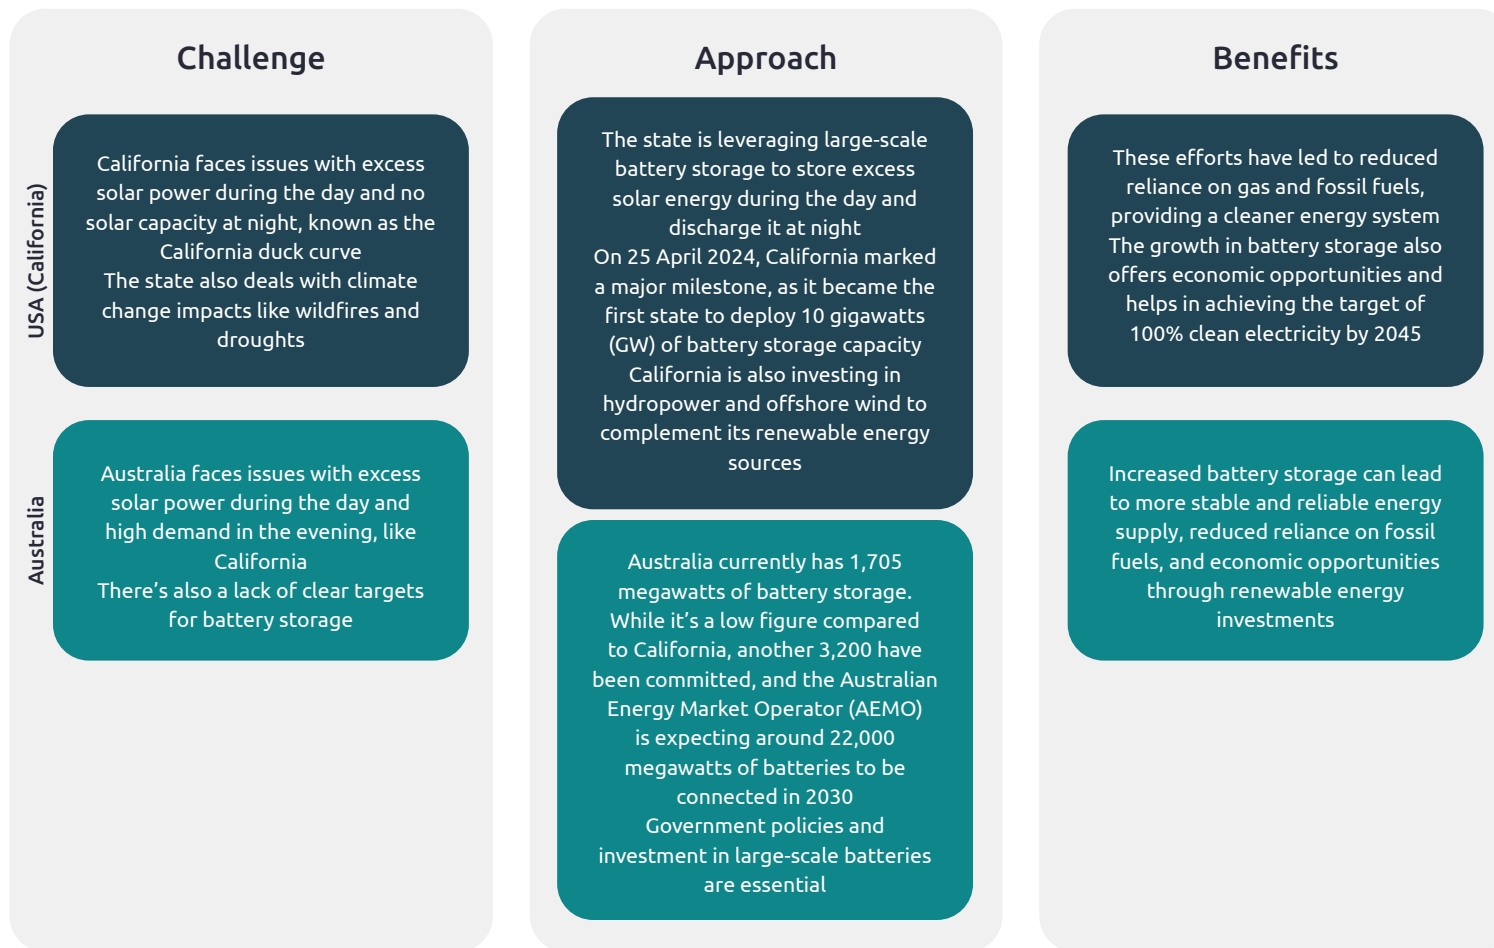 Challenge
Approach
Benefits
USA (California)
California faces issues with excess
solar power during the day and no
solar capacity at night, known as the
California duck curve
The state also deals with climate
change impacts like wildfires and
droughts
The state is leveraging large-scale
battery storage to store excess
solar energy during the day and
discharge it at night
On 25 April 2024, California marked
a major milestone, as it became the
first state to deploy 10 gigawatts
(GW) of battery storage capacity
California is also investing in
hydropower and offshore wind to
complement its renewable energy
sources
These efforts have led to reduced
reliance on gas and fossil fuels,
providing a cleaner energy system
The growth in battery storage also
offers economic opportunities and
helps in achieving the target of
100% clean electricity by 2045
Australia
Australia faces issues with excess
solar power during the day and
high demand in the evening, like
California
There’s also a lack of clear targets
for battery storage
Australia currently has 1,705
megawatts of battery storage.
While it’s a low figure compared
to California, another 3,200 have
been committed, and the Australian
Energy Market Operator (AEMO)
is expecting around 22,000
megawatts of batteries to be
connected in 2030
Government policies and
investment in large-scale batteries
are essential
Increased battery storage can lead
to more stable and reliable energy
supply, reduced reliance on fossil
fuels, and economic opportunities
through renewable energy
investments